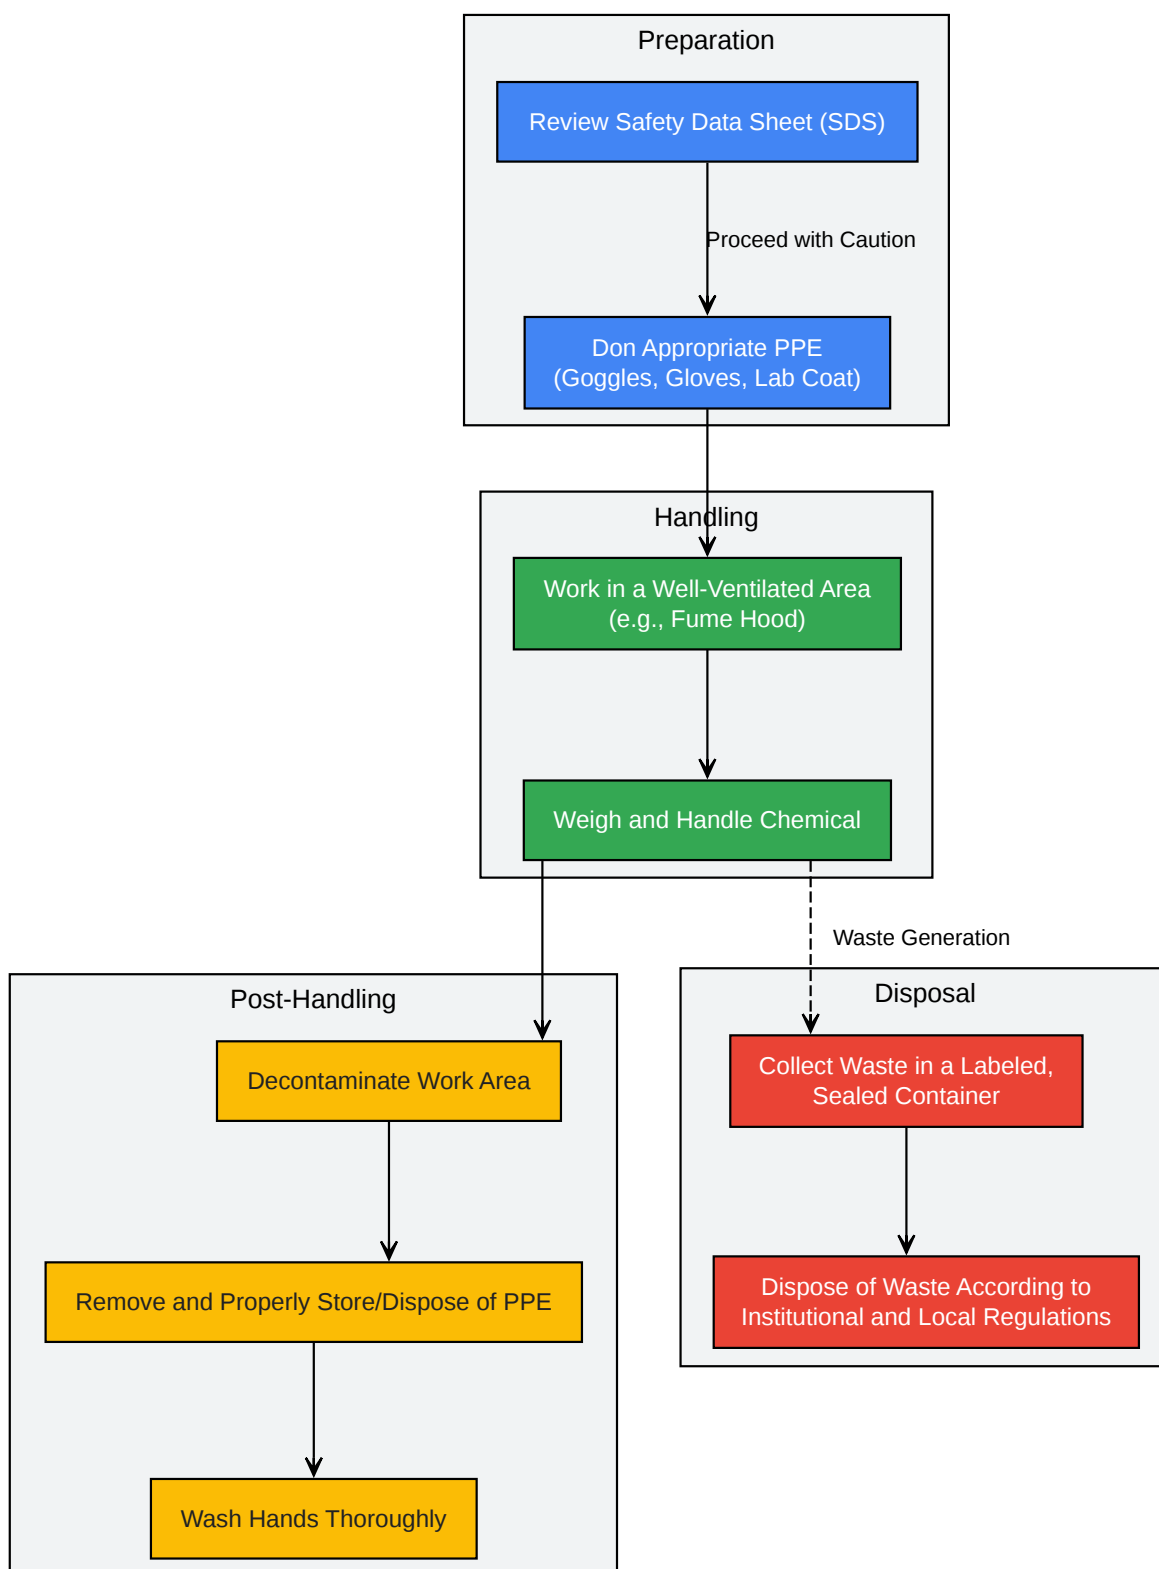 Preparation
Review Safety Data Sheet (SDS)
Proceed with Caution
Don Appropriate PPE
(Goggles, Gloves, Lab Coat)
Handling
Work in a Well-Ventilated Area
(e.g., Fume Hood)
Weigh and Handle Chemical
Waste Generation
Post-Handling
Decontaminate Work Area
Remove and Properly Store/Dispose of PPE
Wash Hands Thoroughly
Disposal
Collect Waste in a Labeled,
Sealed Container
Dispose of Waste According to
Institutional and Local Regulations